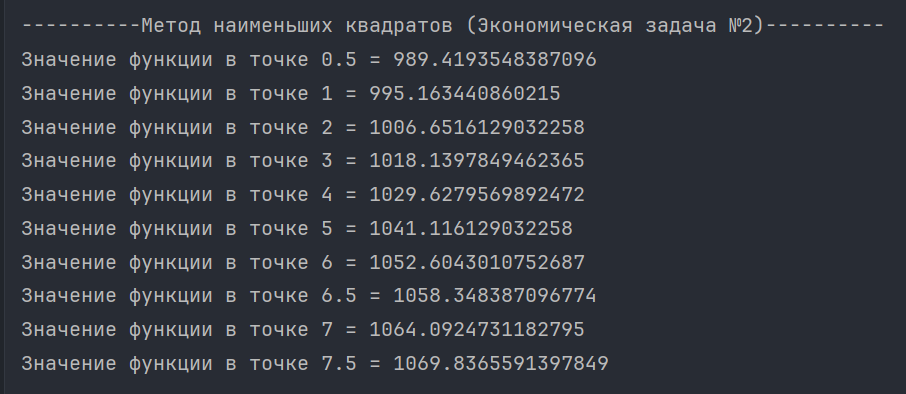 ----------Метод наименьших квадратов (Экономическая задача №2)----------
Значение функции в точке 0.5 = 989.4193548387096
Значение функции в точке 1 = 995.163440860215
Значение функции в точке 2 = 1006.6516129032258
Значение функции в точке 3 = 1018.1397849462365
Значение функции в точке 4 = 1029.6279569892472
Значение функции в точке 5 = 1041.116129032258
Значение функции в точке 6 = 1052.6043010752687
Значение функции в точке 6.5 = 1058.348387096774
Значение функции в точке 7 = 1064.0924731182795
Значение функции в точке 7.5 = 1069.8365591397849